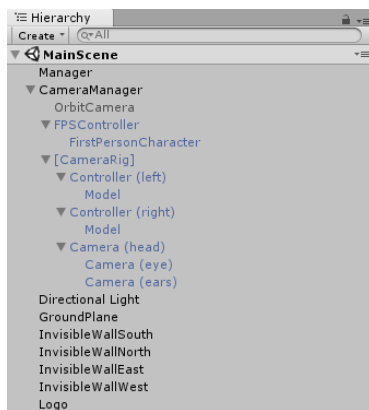 Hierarchy
Create All
MainScene
Manager
CameraManager
OrbitCamera
FPSController
FirstPersonCharacter
[CameraRig]
Controller (left)
Model
Controller (right)
Model
Camera (head)
Camera (eye)
Camera (ears)
Directional Light
GroundPlane
InvisibleWallSouth
InvisibleWallNorth
InvisibleWallEast
InvisibleWallWest
Logo